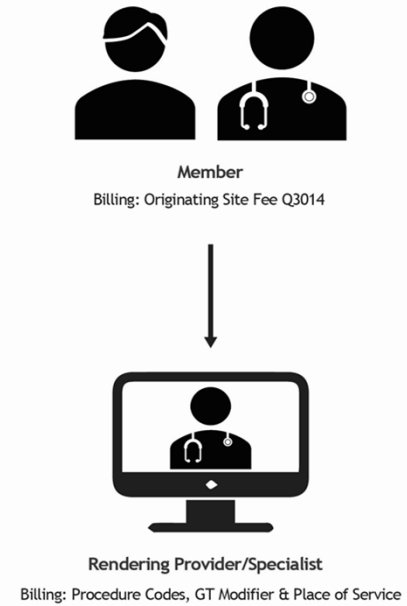 Member
Billing: Originating Site Fee Q3014
Rendering Provider/Specialist
Billing: Procedure Codes, GT Modifier & Place of Service